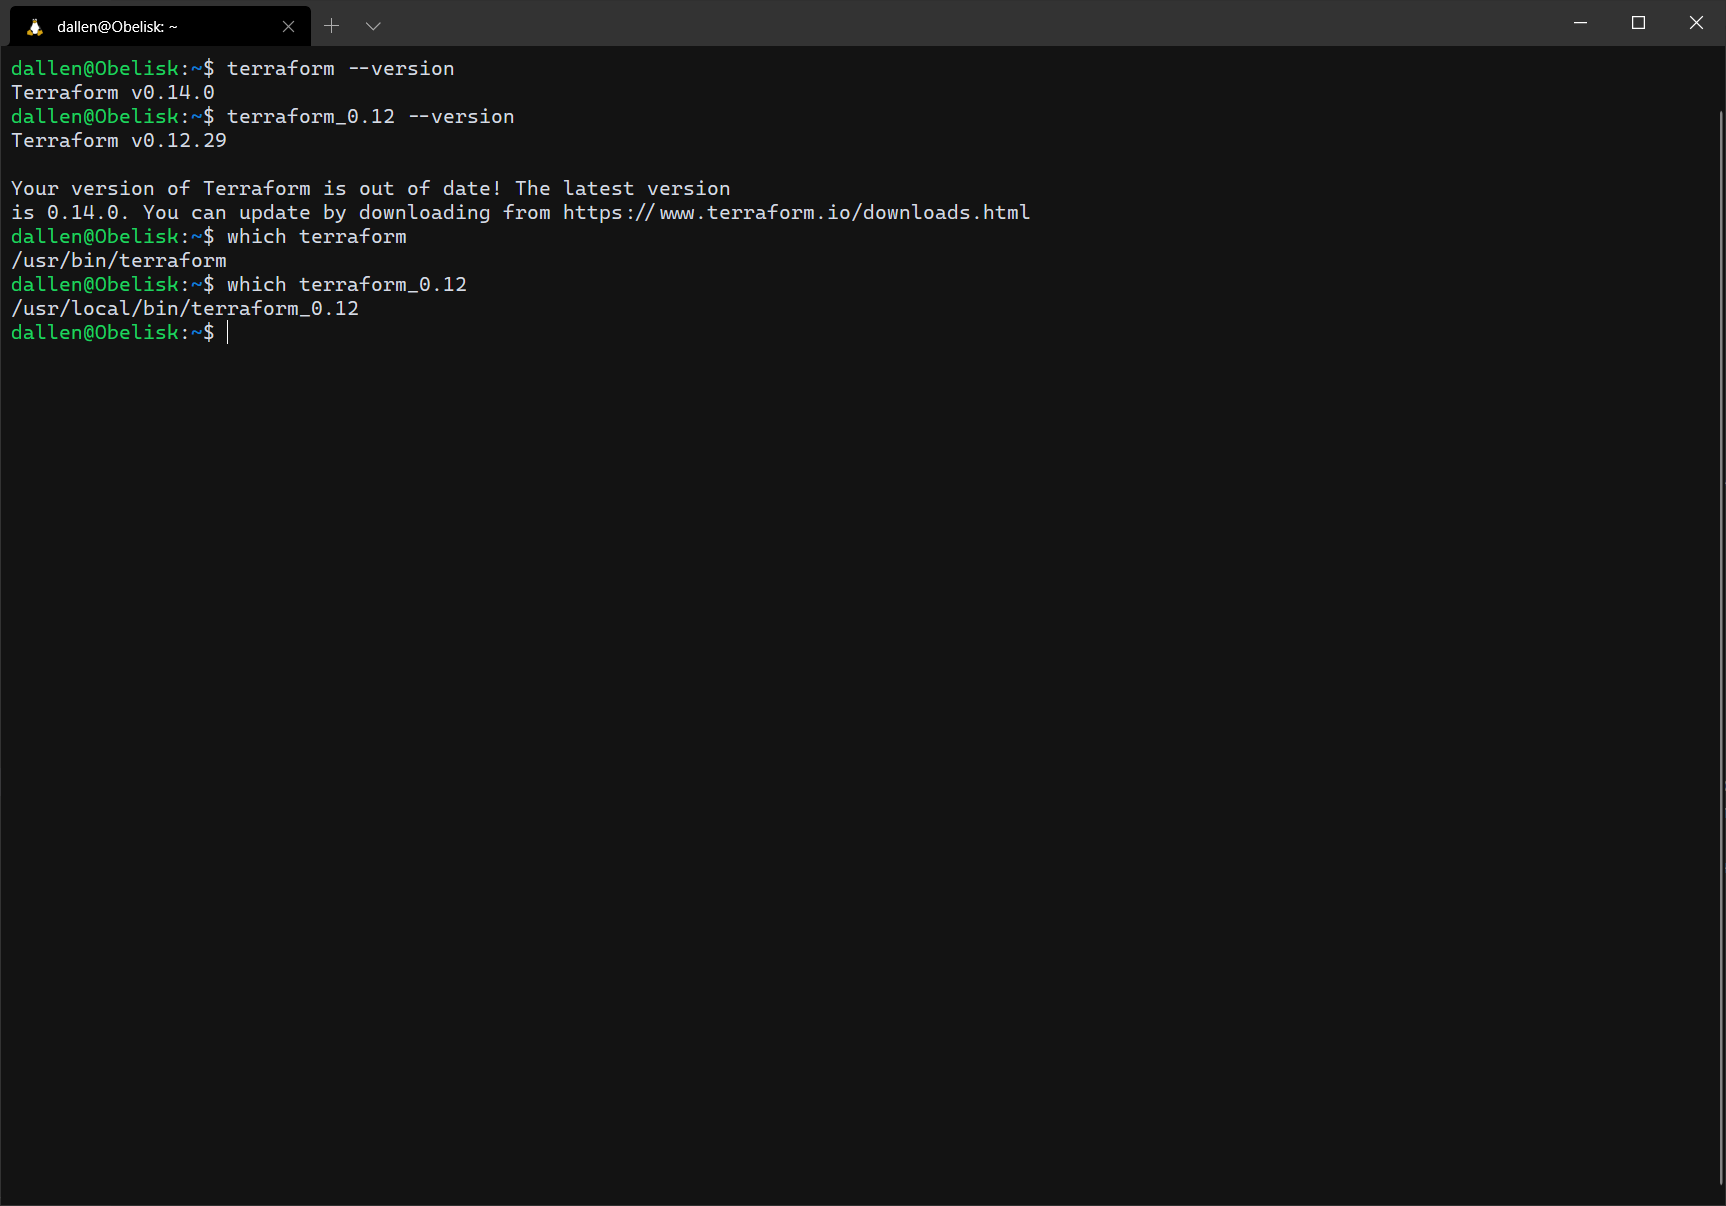 dallen@Obelisk: ~
dallen@Obelisk:~$ terraform --version
Terraform v0.14.0
dallen@Obelisk:~$ terraform_0.12 --version
Terraform v0.12.29
Your version of Terraform is out of date! The latest version
is 0.14.0. You can update by downloading from https://www.terraform.io/downloads.html
dallen@Obelisk:~$ which terraform
/usr/bin/terraform
dallen@Obelisk:~$ which terraform_0.12
/usr/local/bin/terraform_0.12
dallen@Obelisk:~$